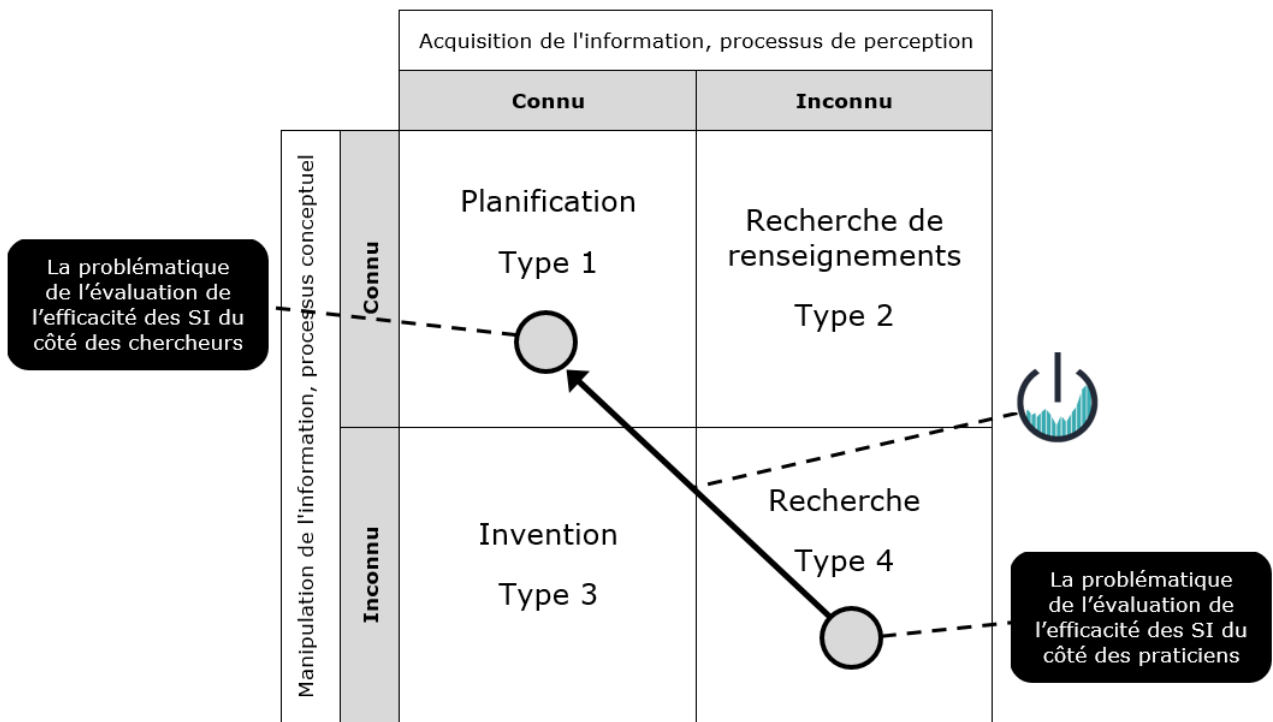 Acquisition de l'information, processus de perception
Connu
Inconnu
Manipulation de l'information, processus conceptuel
Connu
Planification
Type 1
Recherche de
renseignements
Type 2
La problématique
de l’évaluation de
l’efficacité des SI du
côté des chercheurs
Inconnu
Invention
Type 3
Recherche
Type 4
La problématique
de l’évaluation de
l’efficacité des SI du
côté des praticiens